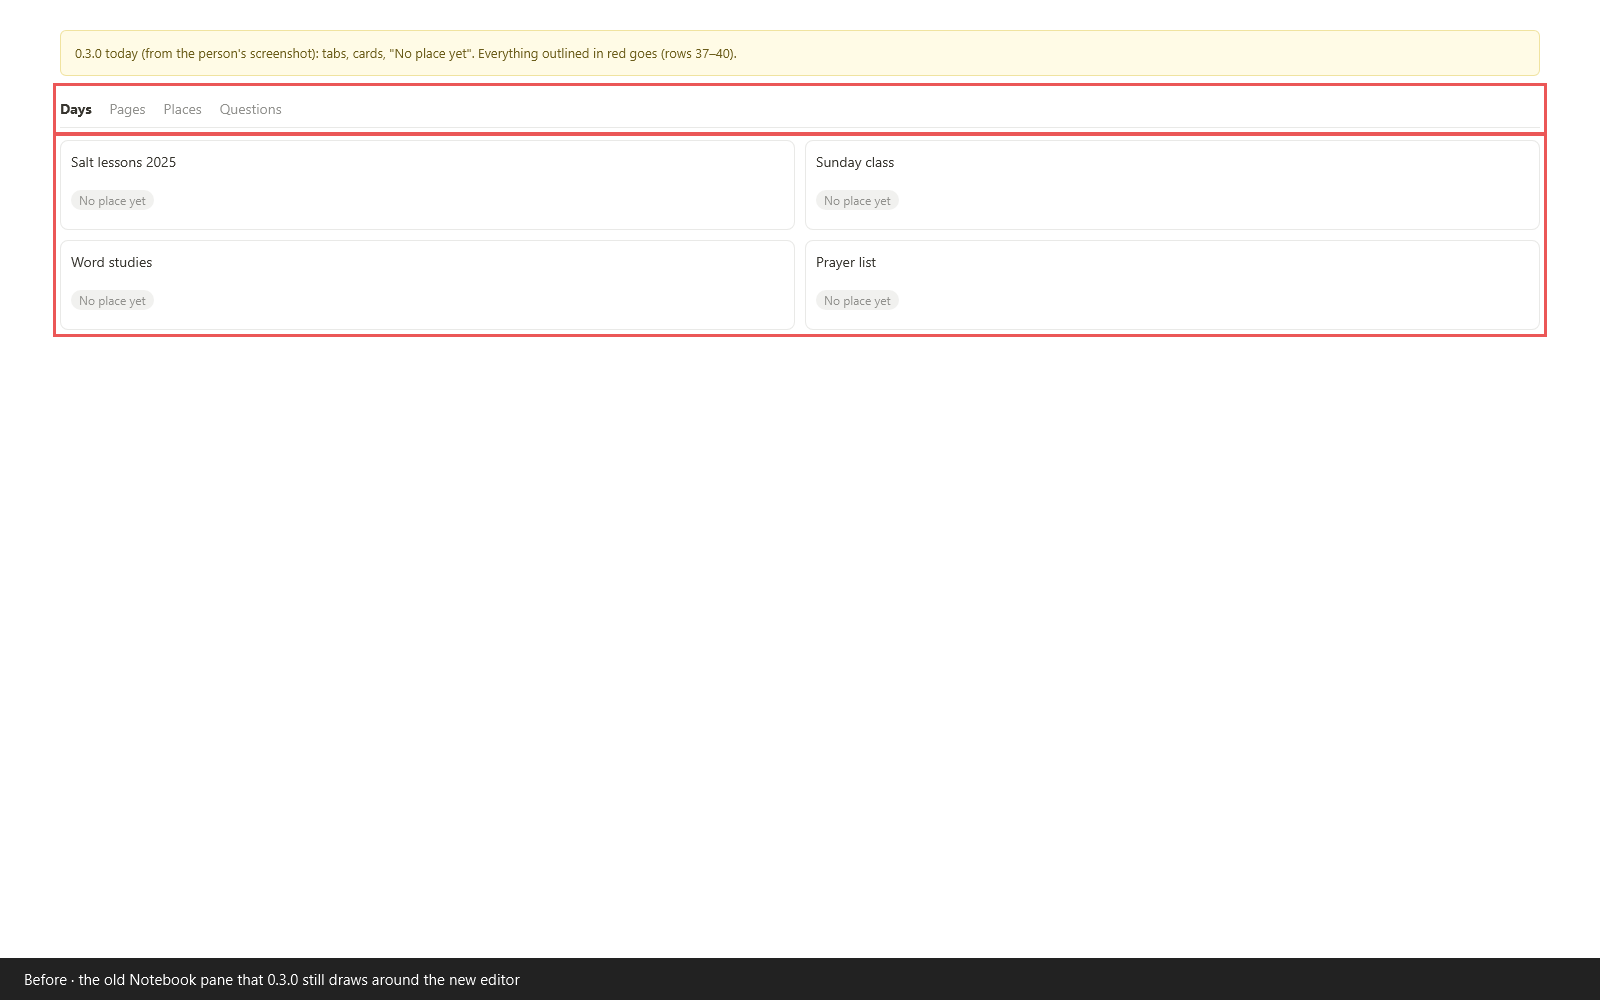 0.3.0 today (from the person's screenshot): tabs, cards, "No place yet". Everything outlined in red goes (rows 37–40).
Days Pages Places Questions
Salt lessons 2025
No place yet
Sunday class
No place yet
Word studies
No place yet
Prayer list
No place yet
Before · the old Notebook pane that 0.3.0 still draws around the new editor